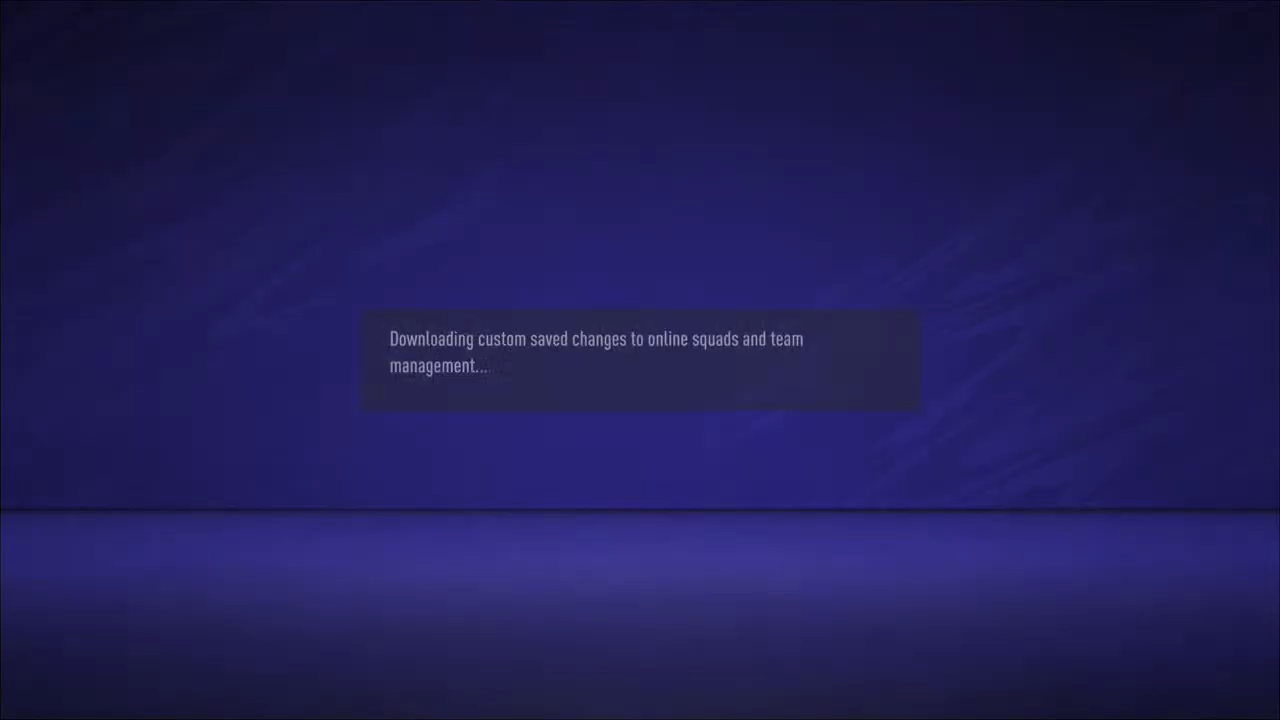 Downloading custom saved changes to online squads and team
management...